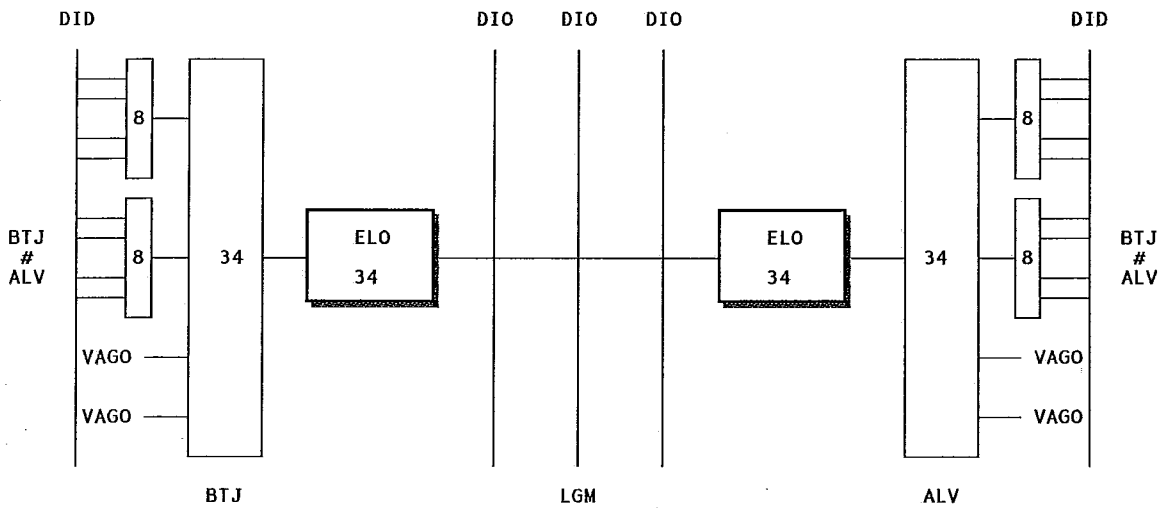 DID DIO DIO DIO DID
8 8
BTJ ELO ELO BTJ
# 8 34 34 8 #
ALV 34 34 ALV
VAGO VAGO
VAGO VAGO
BTJ LGM ALV